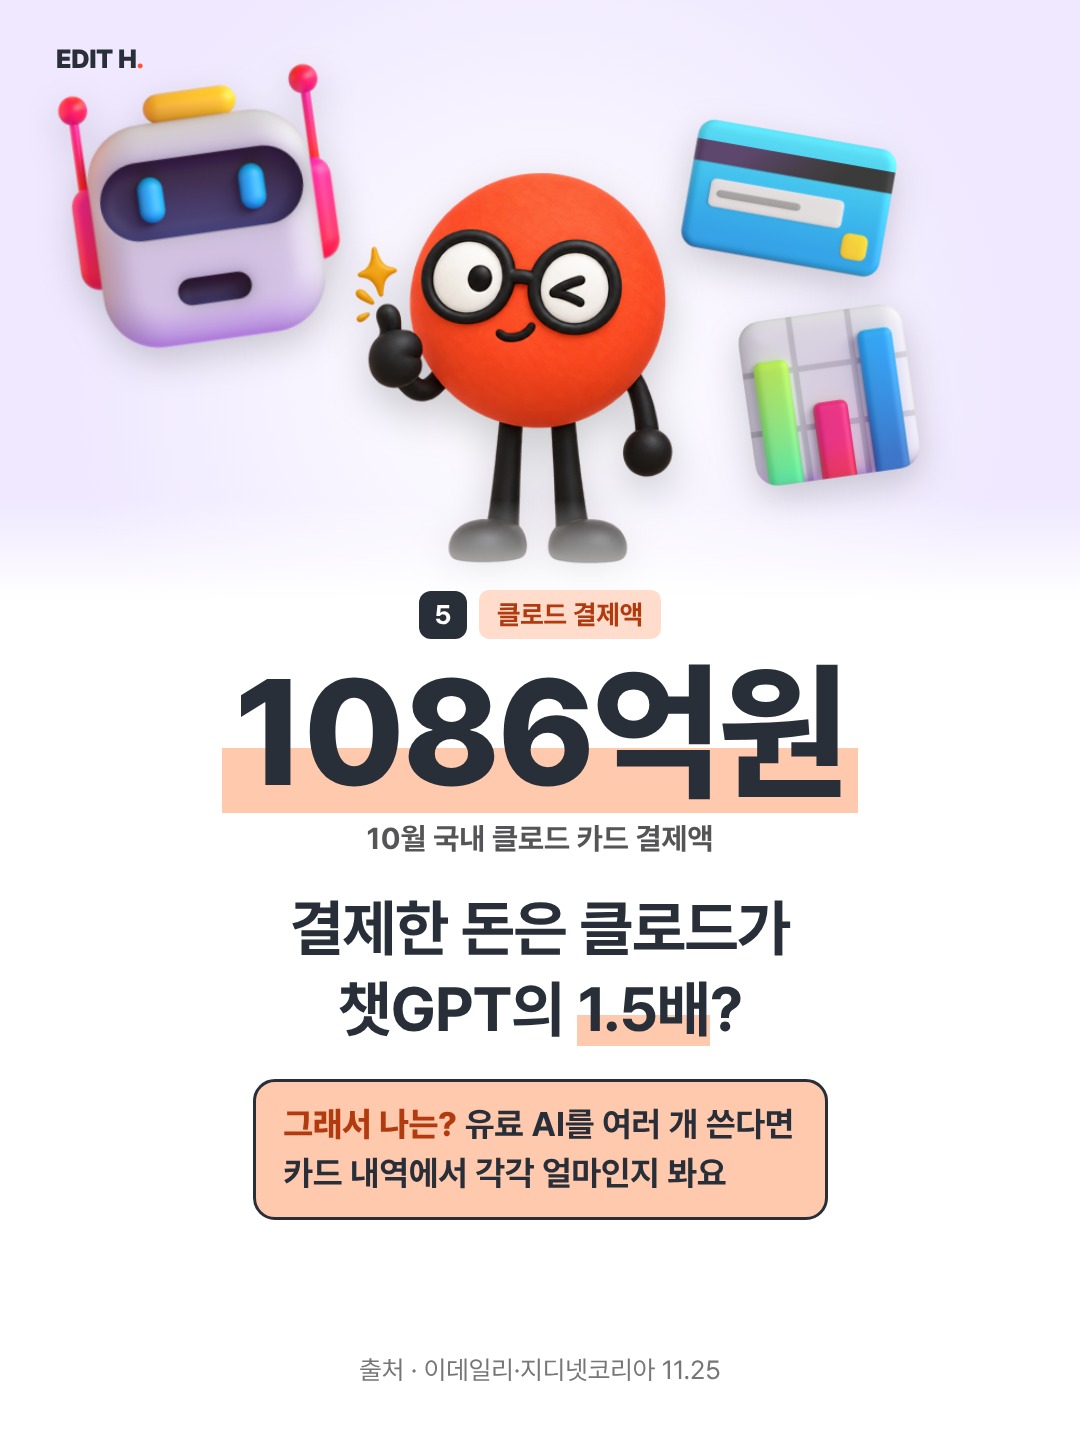 EDIT H.
5 클로드 결제액
1086억원
10월 국내 클로드 카드 결제액
결제한 돈은 클로드가
챗GPT의 1.5배?
그래서 나는? 유료 AI를 여러 개 쓴다면
카드 내역에서 각각 얼마인지 봐요
출처 · 이데일리·지디넷코리아 11.25